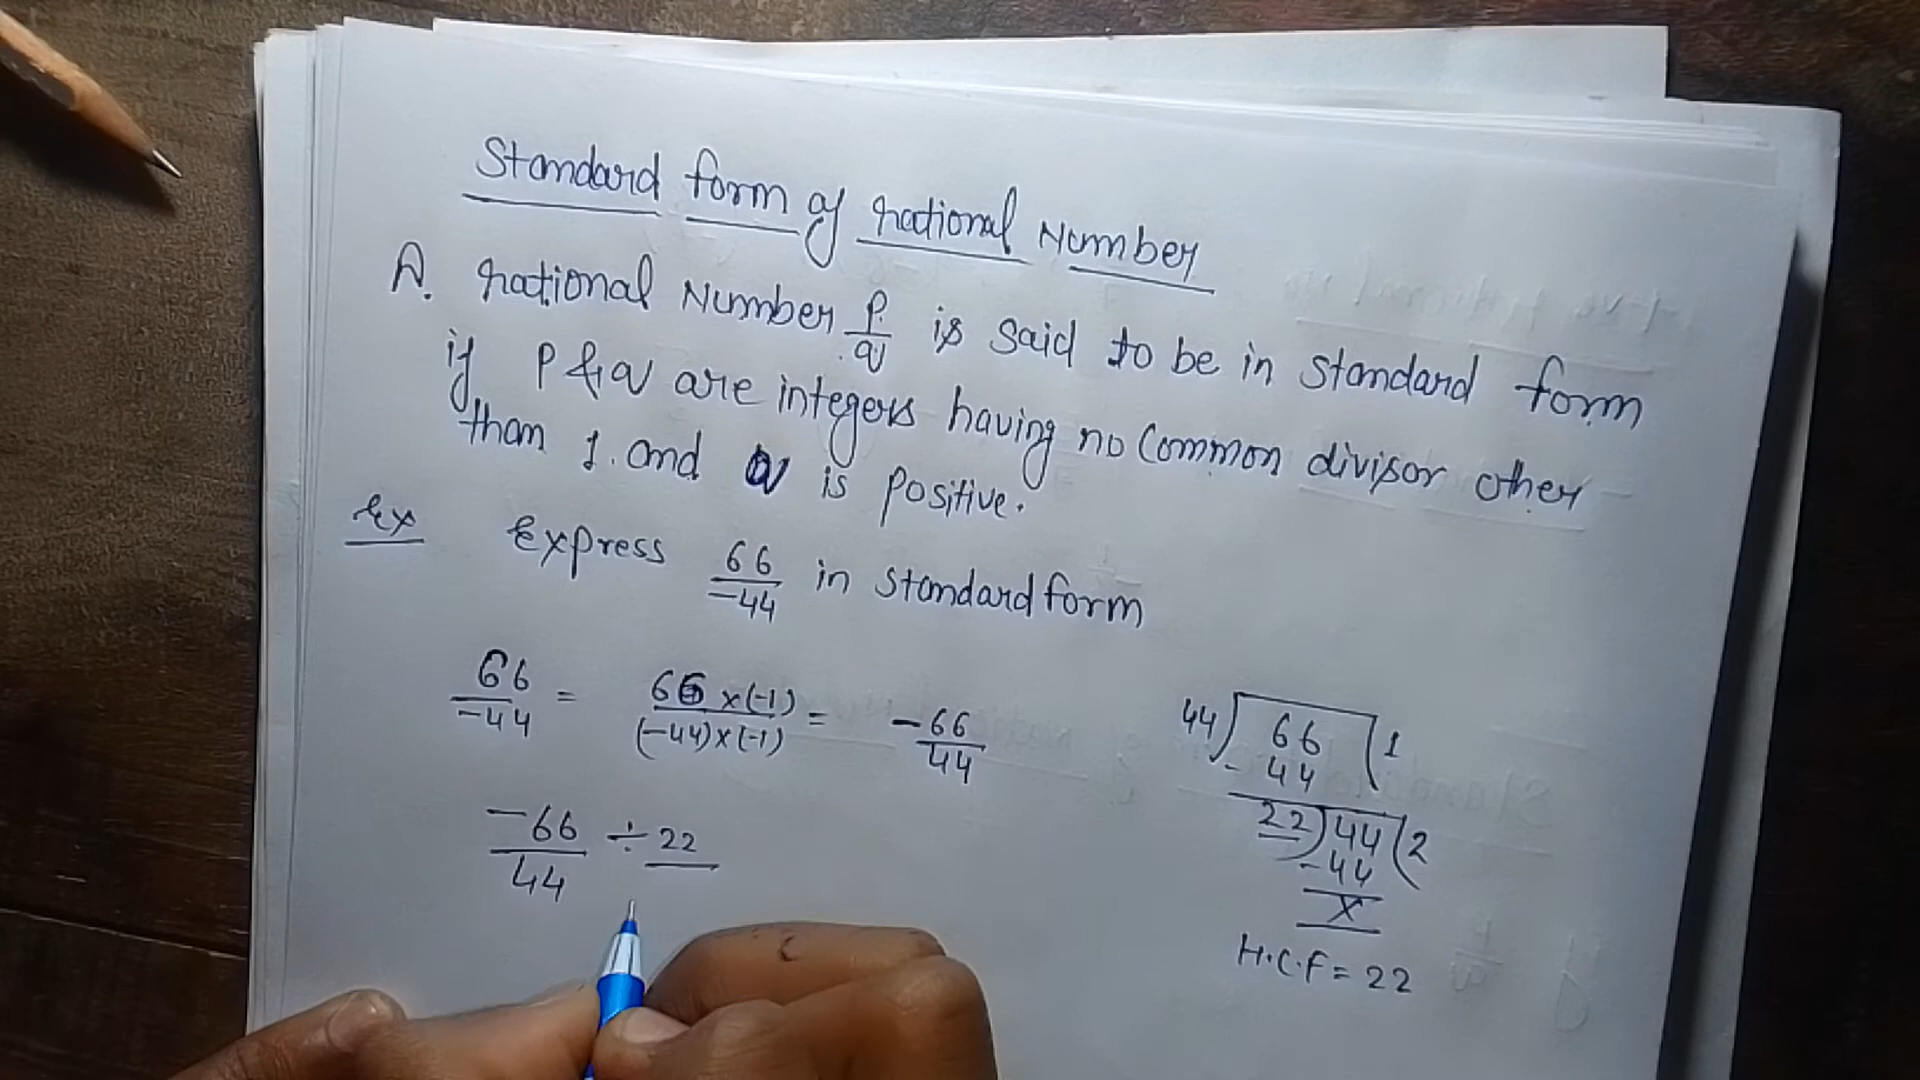 Standard form of rational Number
A. rational Number P/q is said to be in standard form
if P & q are integers having no common divisor other
than 1. and q is positive.
Ex Express 66/-44 in standard form
66/-44 = 66 x (-1)/(-44) x (-1) = -66/44
-66/44 ÷ 22
44) 66 (1
- 44
22) 44 (2
- 44
x
H.C.F = 22